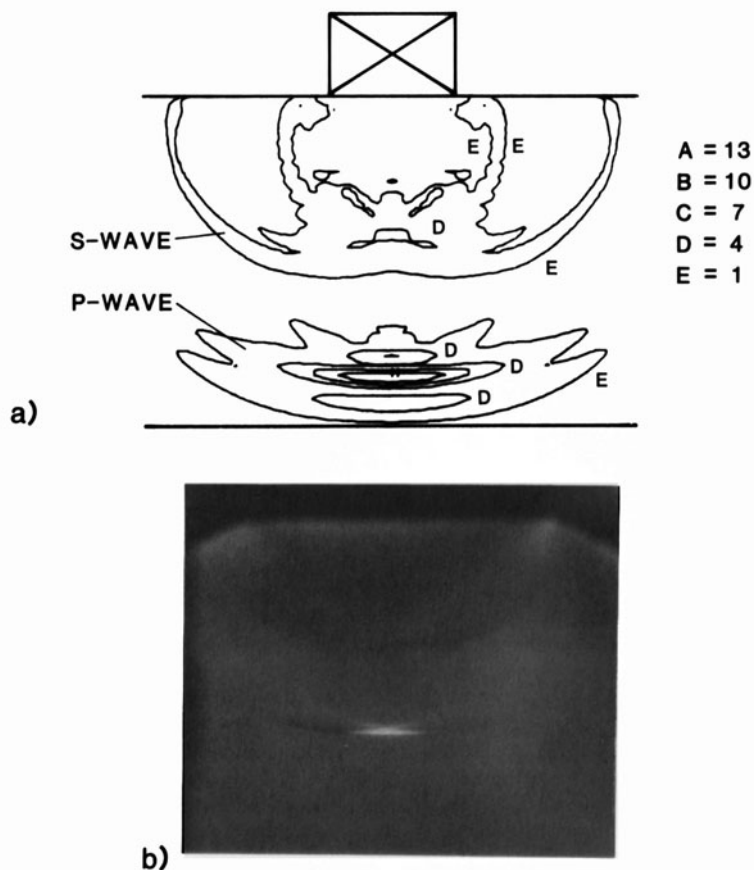 E E
A = 13
B = 10
C = 7
D = 4
E = 1
D
S-WAVE
E
P-WAVE
D
D
E
D
a)
b)